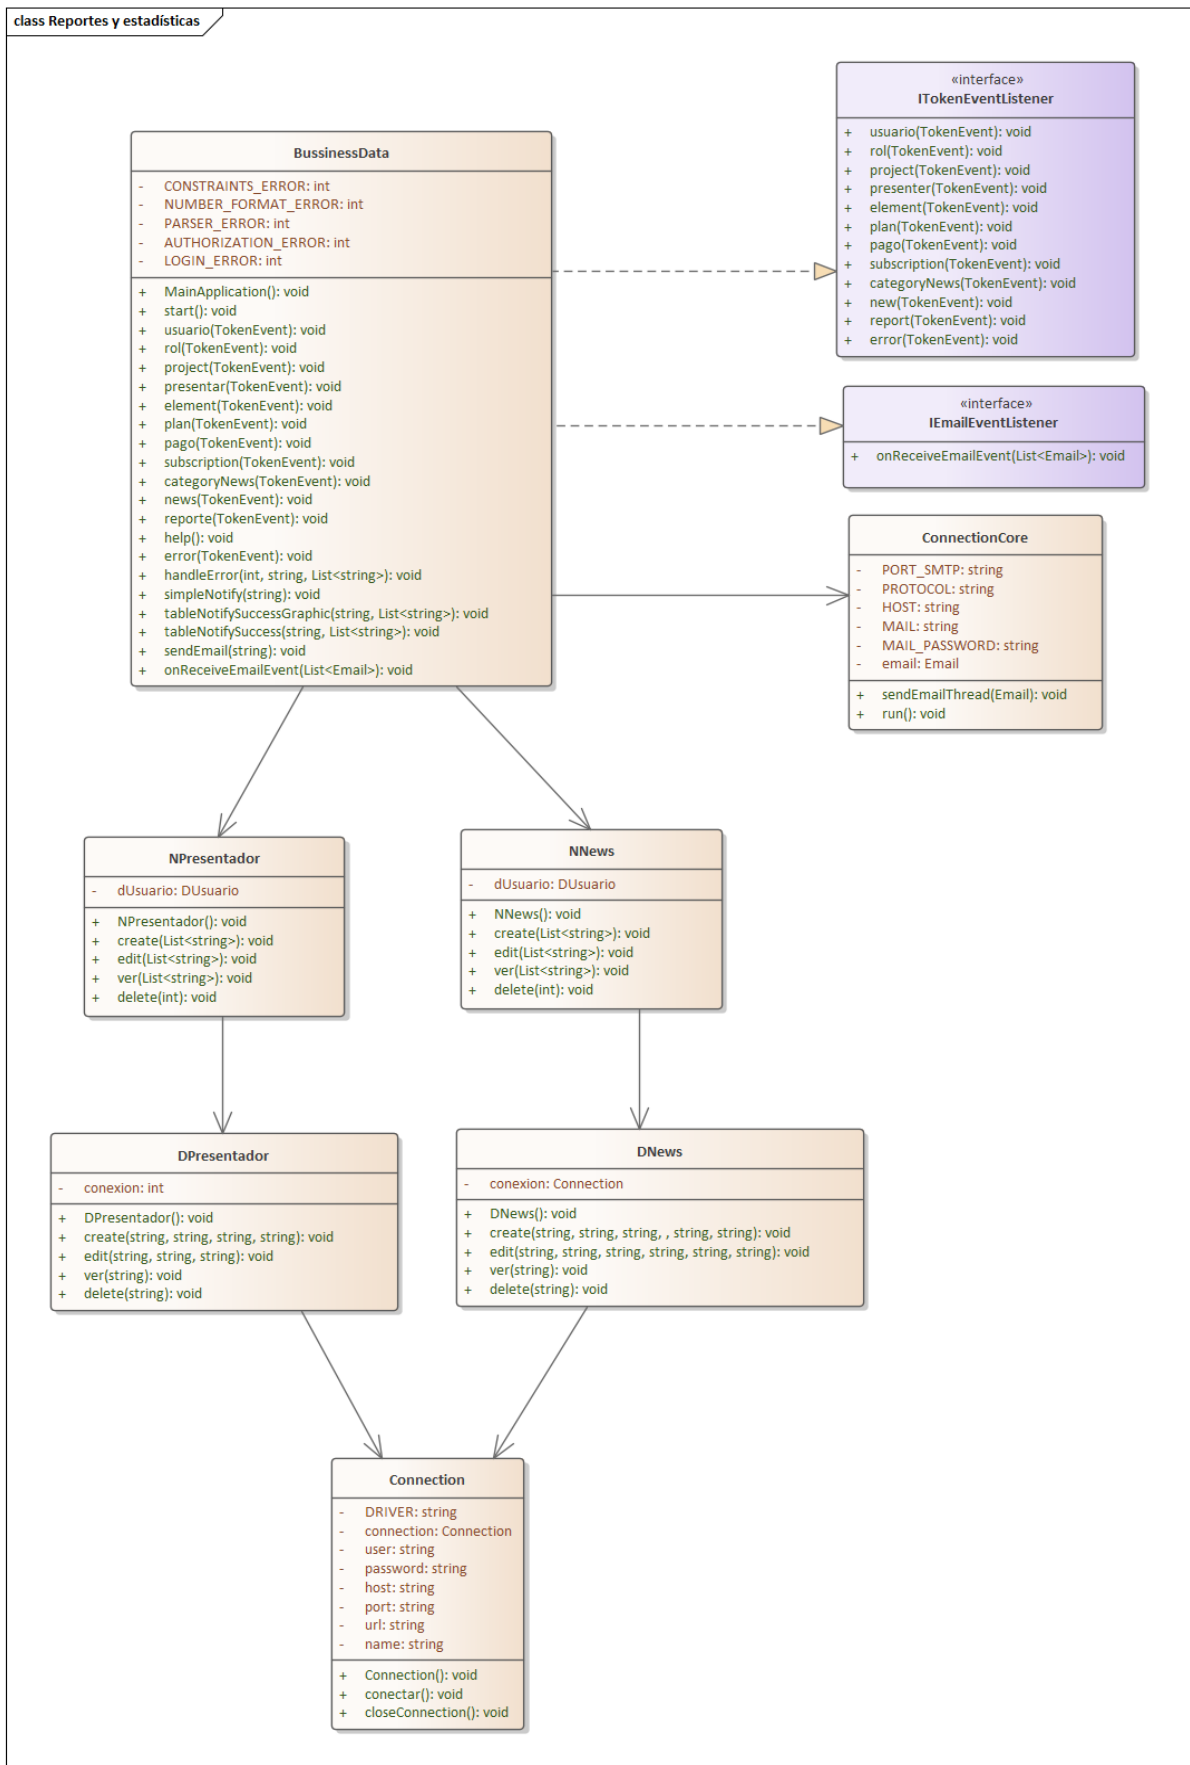 class Reportes y estadísticas
«interface»
ITokenEventListener
+ usuario(TokenEvent): void
+ rol(TokenEvent): void
+ project(TokenEvent): void
+ presenter(TokenEvent): void
+ element(TokenEvent): void
+ plan(TokenEvent): void
+ pago(TokenEvent): void
+ subscription(TokenEvent): void
+ categoryNews(TokenEvent): void
+ new(TokenEvent): void
+ report(TokenEvent): void
+ error(TokenEvent): void
BussinessData
- CONSTRAINTS_ERROR: int
- NUMBER_FORMAT_ERROR: int
- PARSER_ERROR: int
- AUTHORIZATION_ERROR: int
- LOGIN_ERROR: int
+ MainApplication(): void
+ start(): void
+ usuario(TokenEvent): void
+ rol(TokenEvent): void
+ project(TokenEvent): void
+ presentar(TokenEvent): void
+ element(TokenEvent): void
+ plan(TokenEvent): void
+ pago(TokenEvent): void
+ subscription(TokenEvent): void
+ categoryNews(TokenEvent): void
+ news(TokenEvent): void
+ reporte(TokenEvent): void
+ help(): void
+ error(TokenEvent): void
+ handleError(int, string, List<string>): void
+ simpleNotify(string): void
+ tableNotifySuccessGraphic(string, List<string>): void
+ tableNotifySuccess(string, List<string>): void
+ sendEmail(string): void
+ onReceiveEmailEvent(List<Email>): void
«interface»
IEmailEventListener
+ onReceiveEmailEvent(List<Email>): void
ConnectionCore
- PORT_SMTP: string
- PROTOCOL: string
- HOST: string
- MAIL: string
- MAIL_PASSWORD: string
- email: Email
+ sendEmailThread(Email): void
+ run(): void
NPresentador
- dUsuario: DUsuario
+ NPresentador(): void
+ create(List<string>): void
+ edit(List<string>): void
+ ver(List<string>): void
+ delete(int): void
NNews
- dUsuario: DUsuario
+ NNews(): void
+ create(List<string>): void
+ edit(List<string>): void
+ ver(List<string>): void
+ delete(int): void
DPresentador
- conexion: int
+ DPresentador(): void
+ create(string, string, string, string): void
+ edit(string, string, string): void
+ ver(string): void
+ delete(string): void
DNews
- conexion: Connection
+ DNews(): void
+ create(string, string, string, , string, string): void
+ edit(string, string, string, string, string, string): void
+ ver(string): void
+ delete(string): void
Connection
- DRIVER: string
- connection: Connection
- user: string
- password: string
- host: string
- port: string
- url: string
- name: string
+ Connection(): void
+ conectar(): void
+ closeConnection(): void